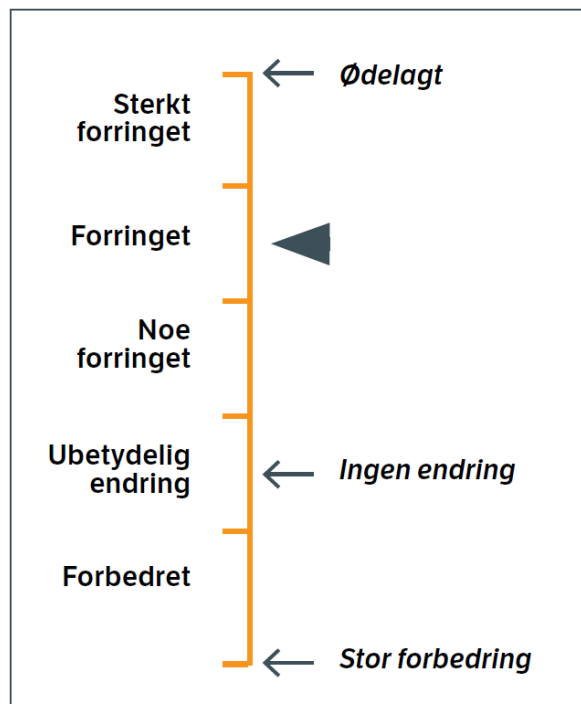 Ødelagt
Sterkt
forringet
Forringet
Noe
forringet
Ubetydelig
endring
Ingen endring
Forbedret
Stor forbedring